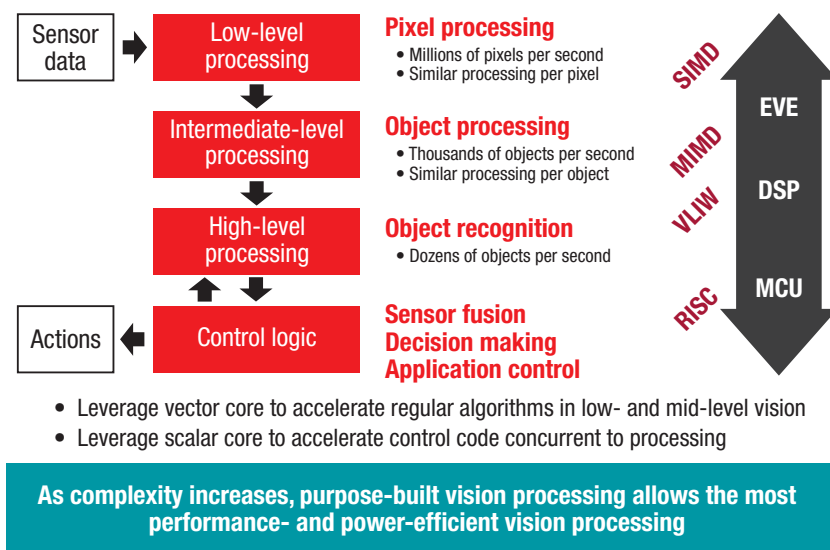 Sensor
data
Low-level
processing
Pixel processing
• Millions of pixels per second
• Similar processing per pixel
Intermediate-level
processing
Object processing
• Thousands of objects per second
• Similar processing per object
High-level
processing
Object recognition
• Dozens of objects per second
Actions
Control logic
Sensor fusion
Decision making
Application control
SIMD
MIMD
VLIW
RISC
EVE
DSP
MCU
• Leverage vector core to accelerate regular algorithms in low- and mid-level vision
• Leverage scalar core to accelerate control code concurrent to processing
As complexity increases, purpose-built vision processing allows the most
performance- and power-efficient vision processing